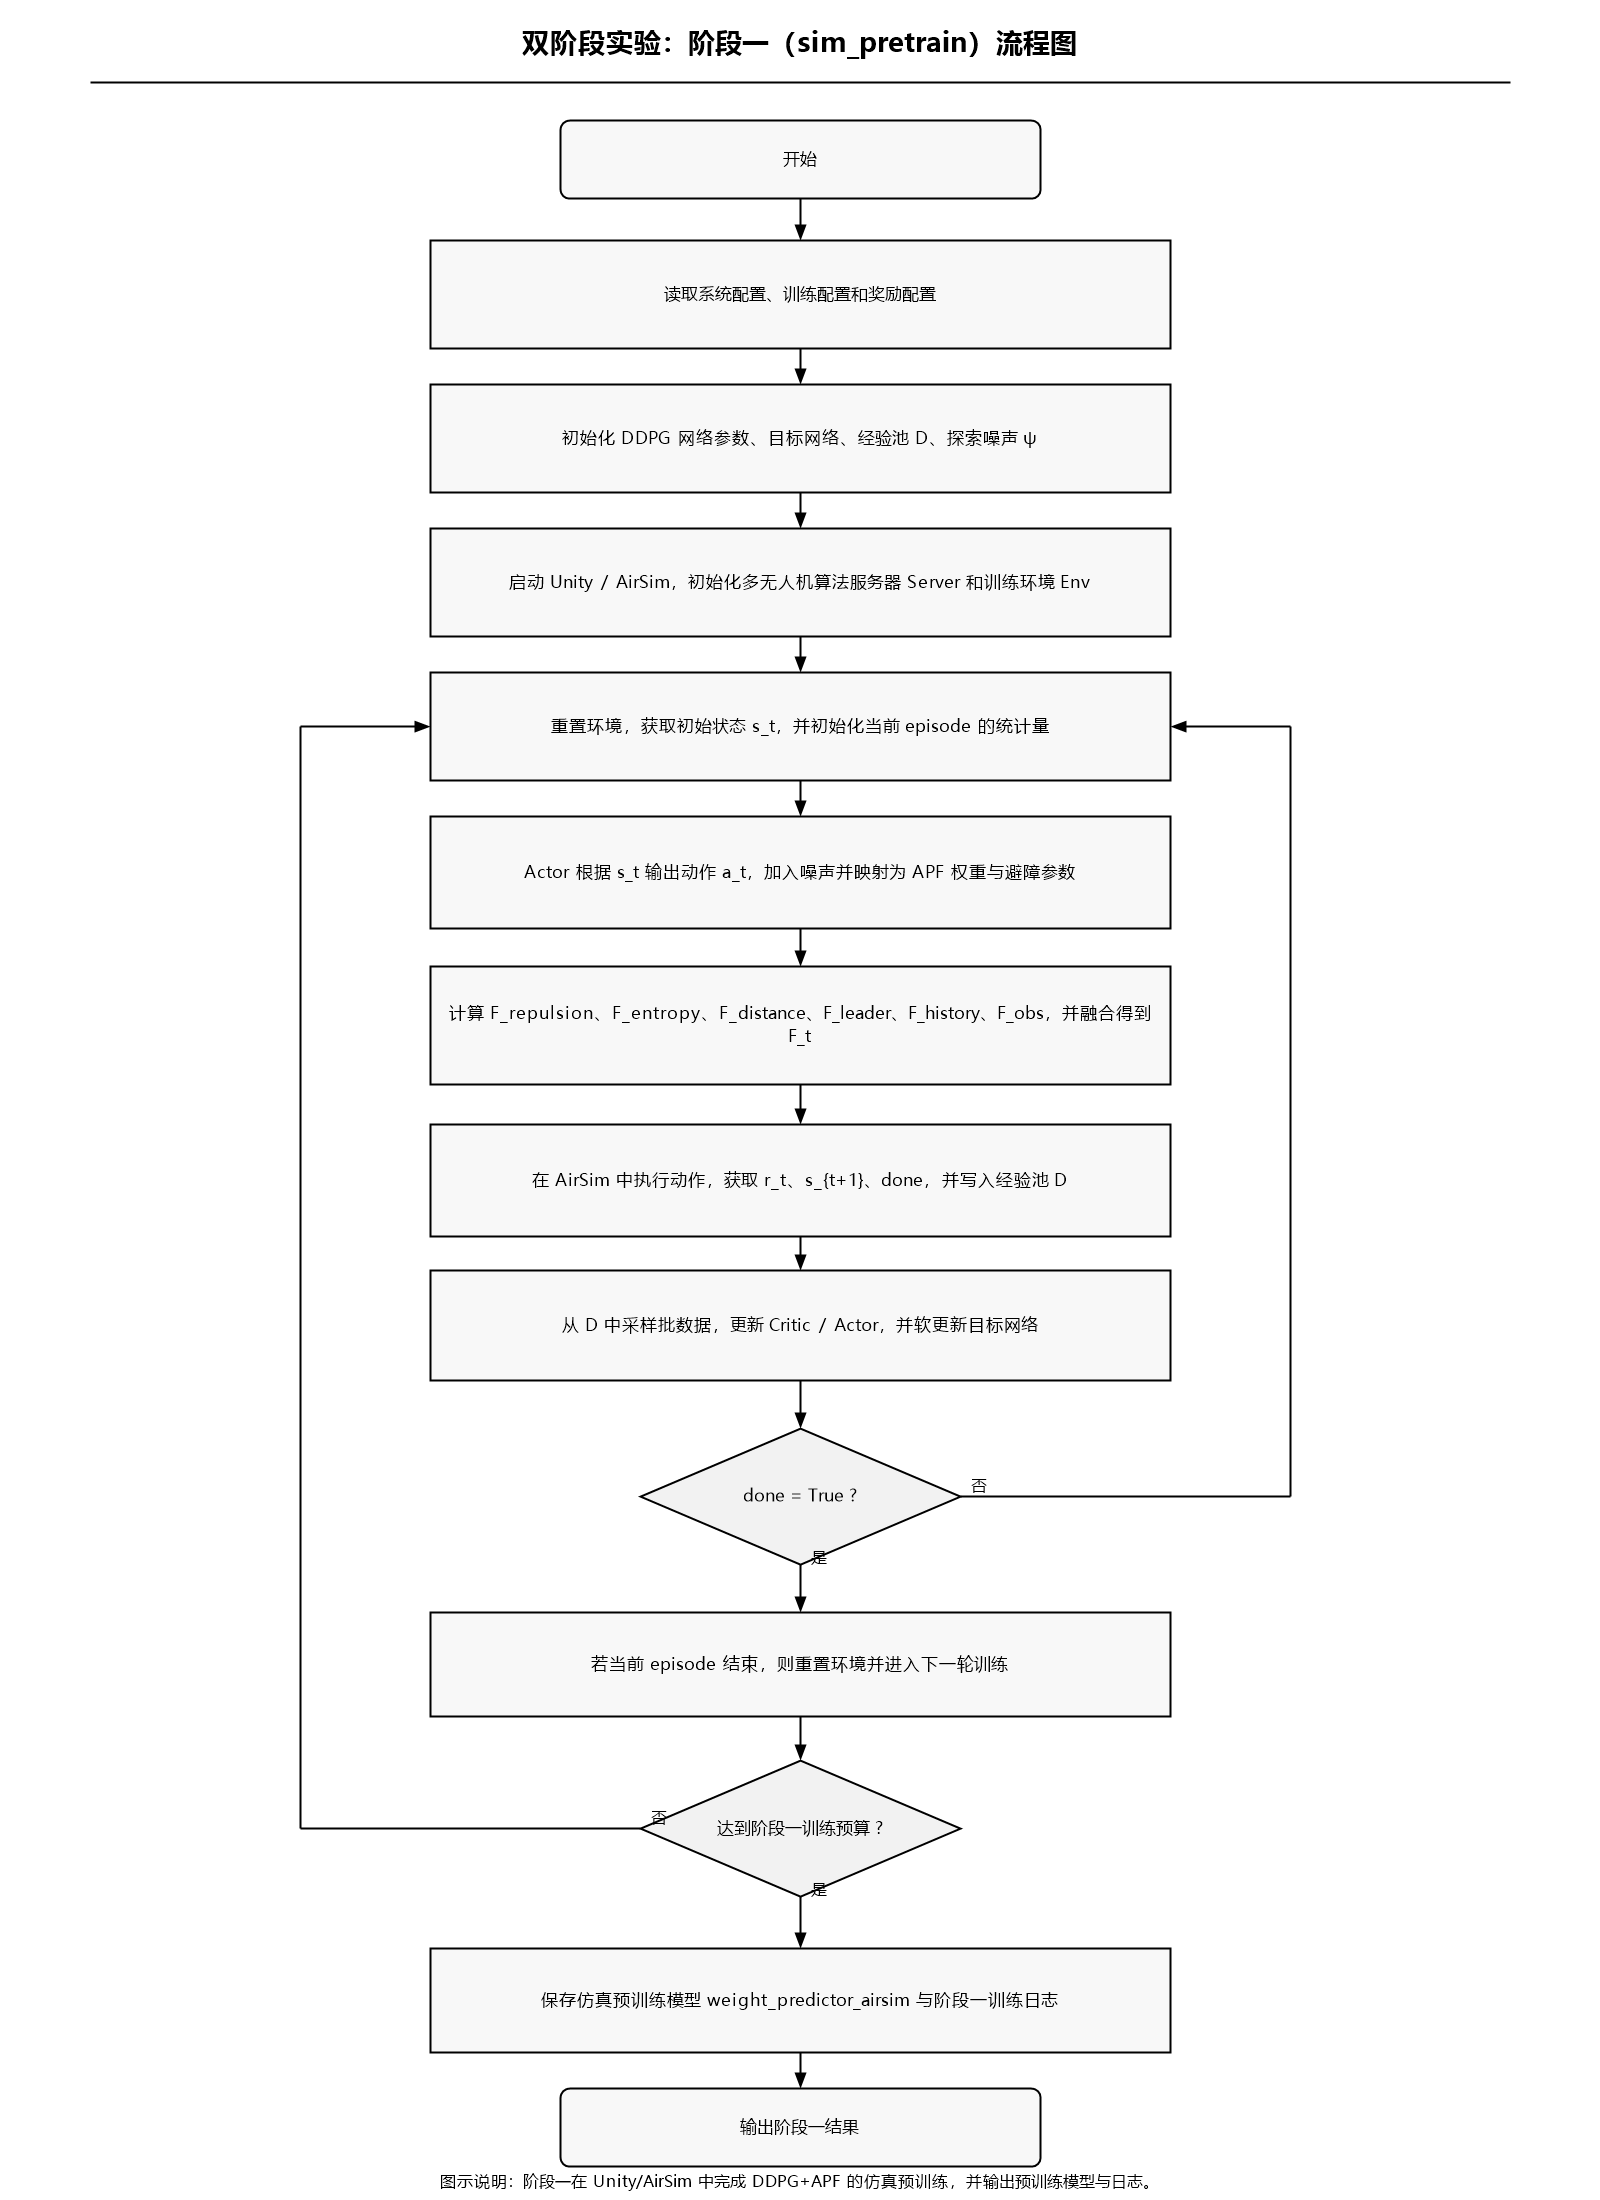 双阶段实验：阶段一（sim_pretrain）流程图
开始
读取系统配置、训练配置和奖励配置
初始化 DDPG 网络参数、目标网络、经验池 D、探索噪声 ψ
启动 Unity / AirSim，初始化多无人机算法服务器 Server 和训练环境 Env
重置环境，获取初始状态 s_t，并初始化当前 episode 的统计量
Actor 根据 s_t 输出动作 a_t，加入噪声并映射为 APF 权重与避障参数
计算 F_repulsion、F_entropy、F_distance、F_leader、F_history、F_obs，并融合得到
F_t
在 AirSim 中执行动作，获取 r_t、s_{t+1}、done，并写入经验池 D
从 D 中采样批数据，更新 Critic / Actor，并软更新目标网络
done = True ?
否
是
若当前 episode 结束，则重置环境并进入下一轮训练
否
达到阶段一训练预算 ?
是
保存仿真预训练模型 weight_predictor_airsim 与阶段一训练日志
输出阶段一结果
图示说明：阶段一在 Unity/AirSim 中完成 DDPG+APF 的仿真预训练，并输出预训练模型与日志。